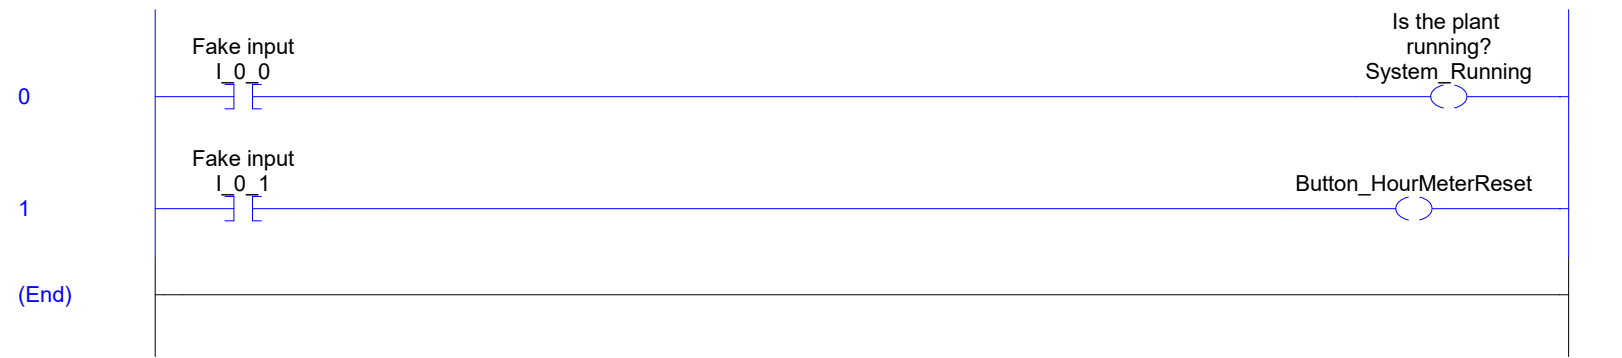 Is the plant
Fake input
running?
I_0_0
System_Running
0
Fake input
I_0_1
Button_HourMeterReset
1
(End)